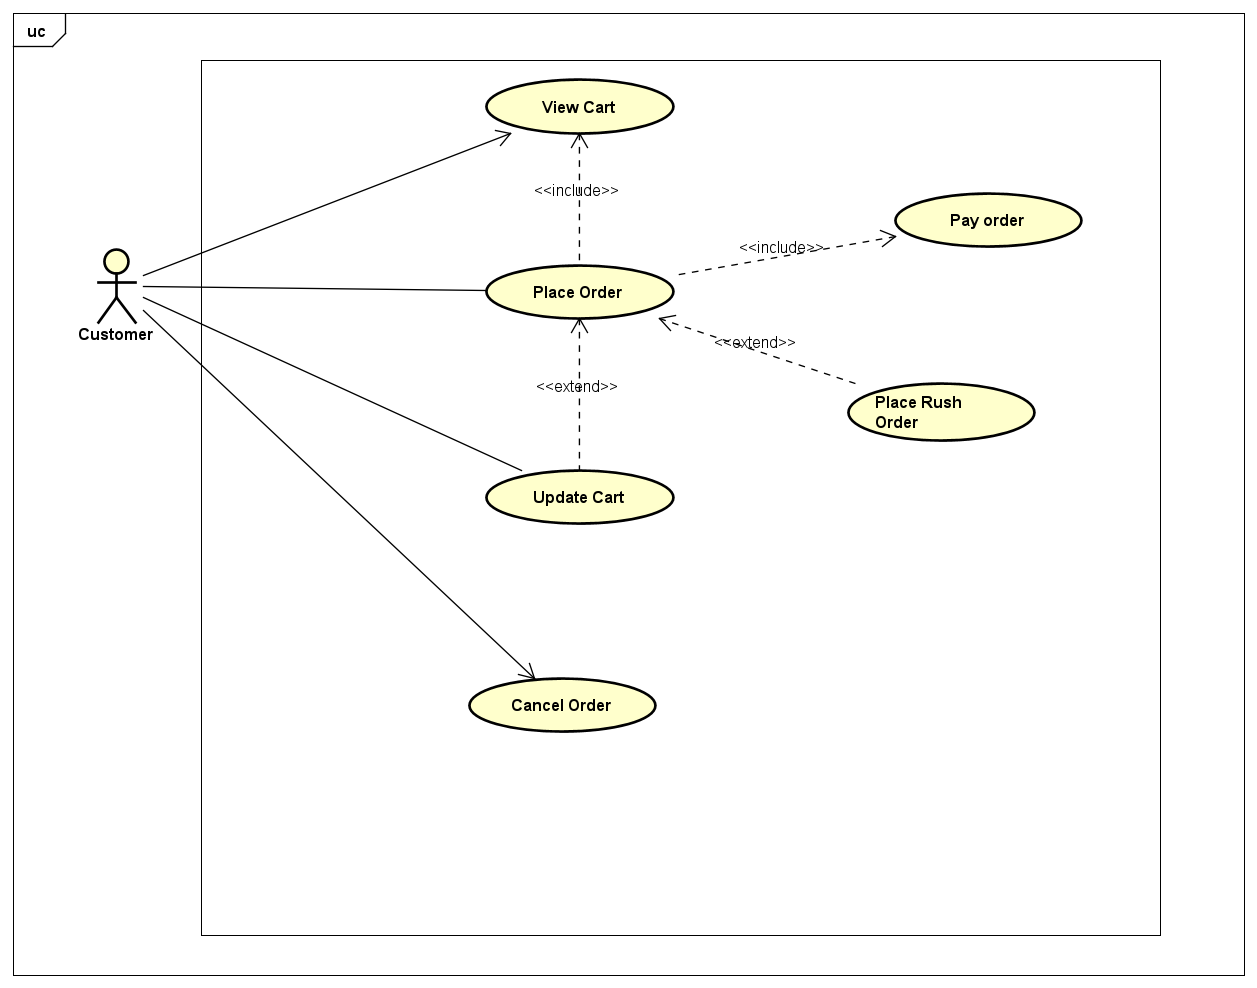 uc
View Cart
<<include>>
Pay order
<<include>>
Place Order
Customer
<<extend>>
<<extend>>
Place Rush
Order
Update Cart
Cancel Order